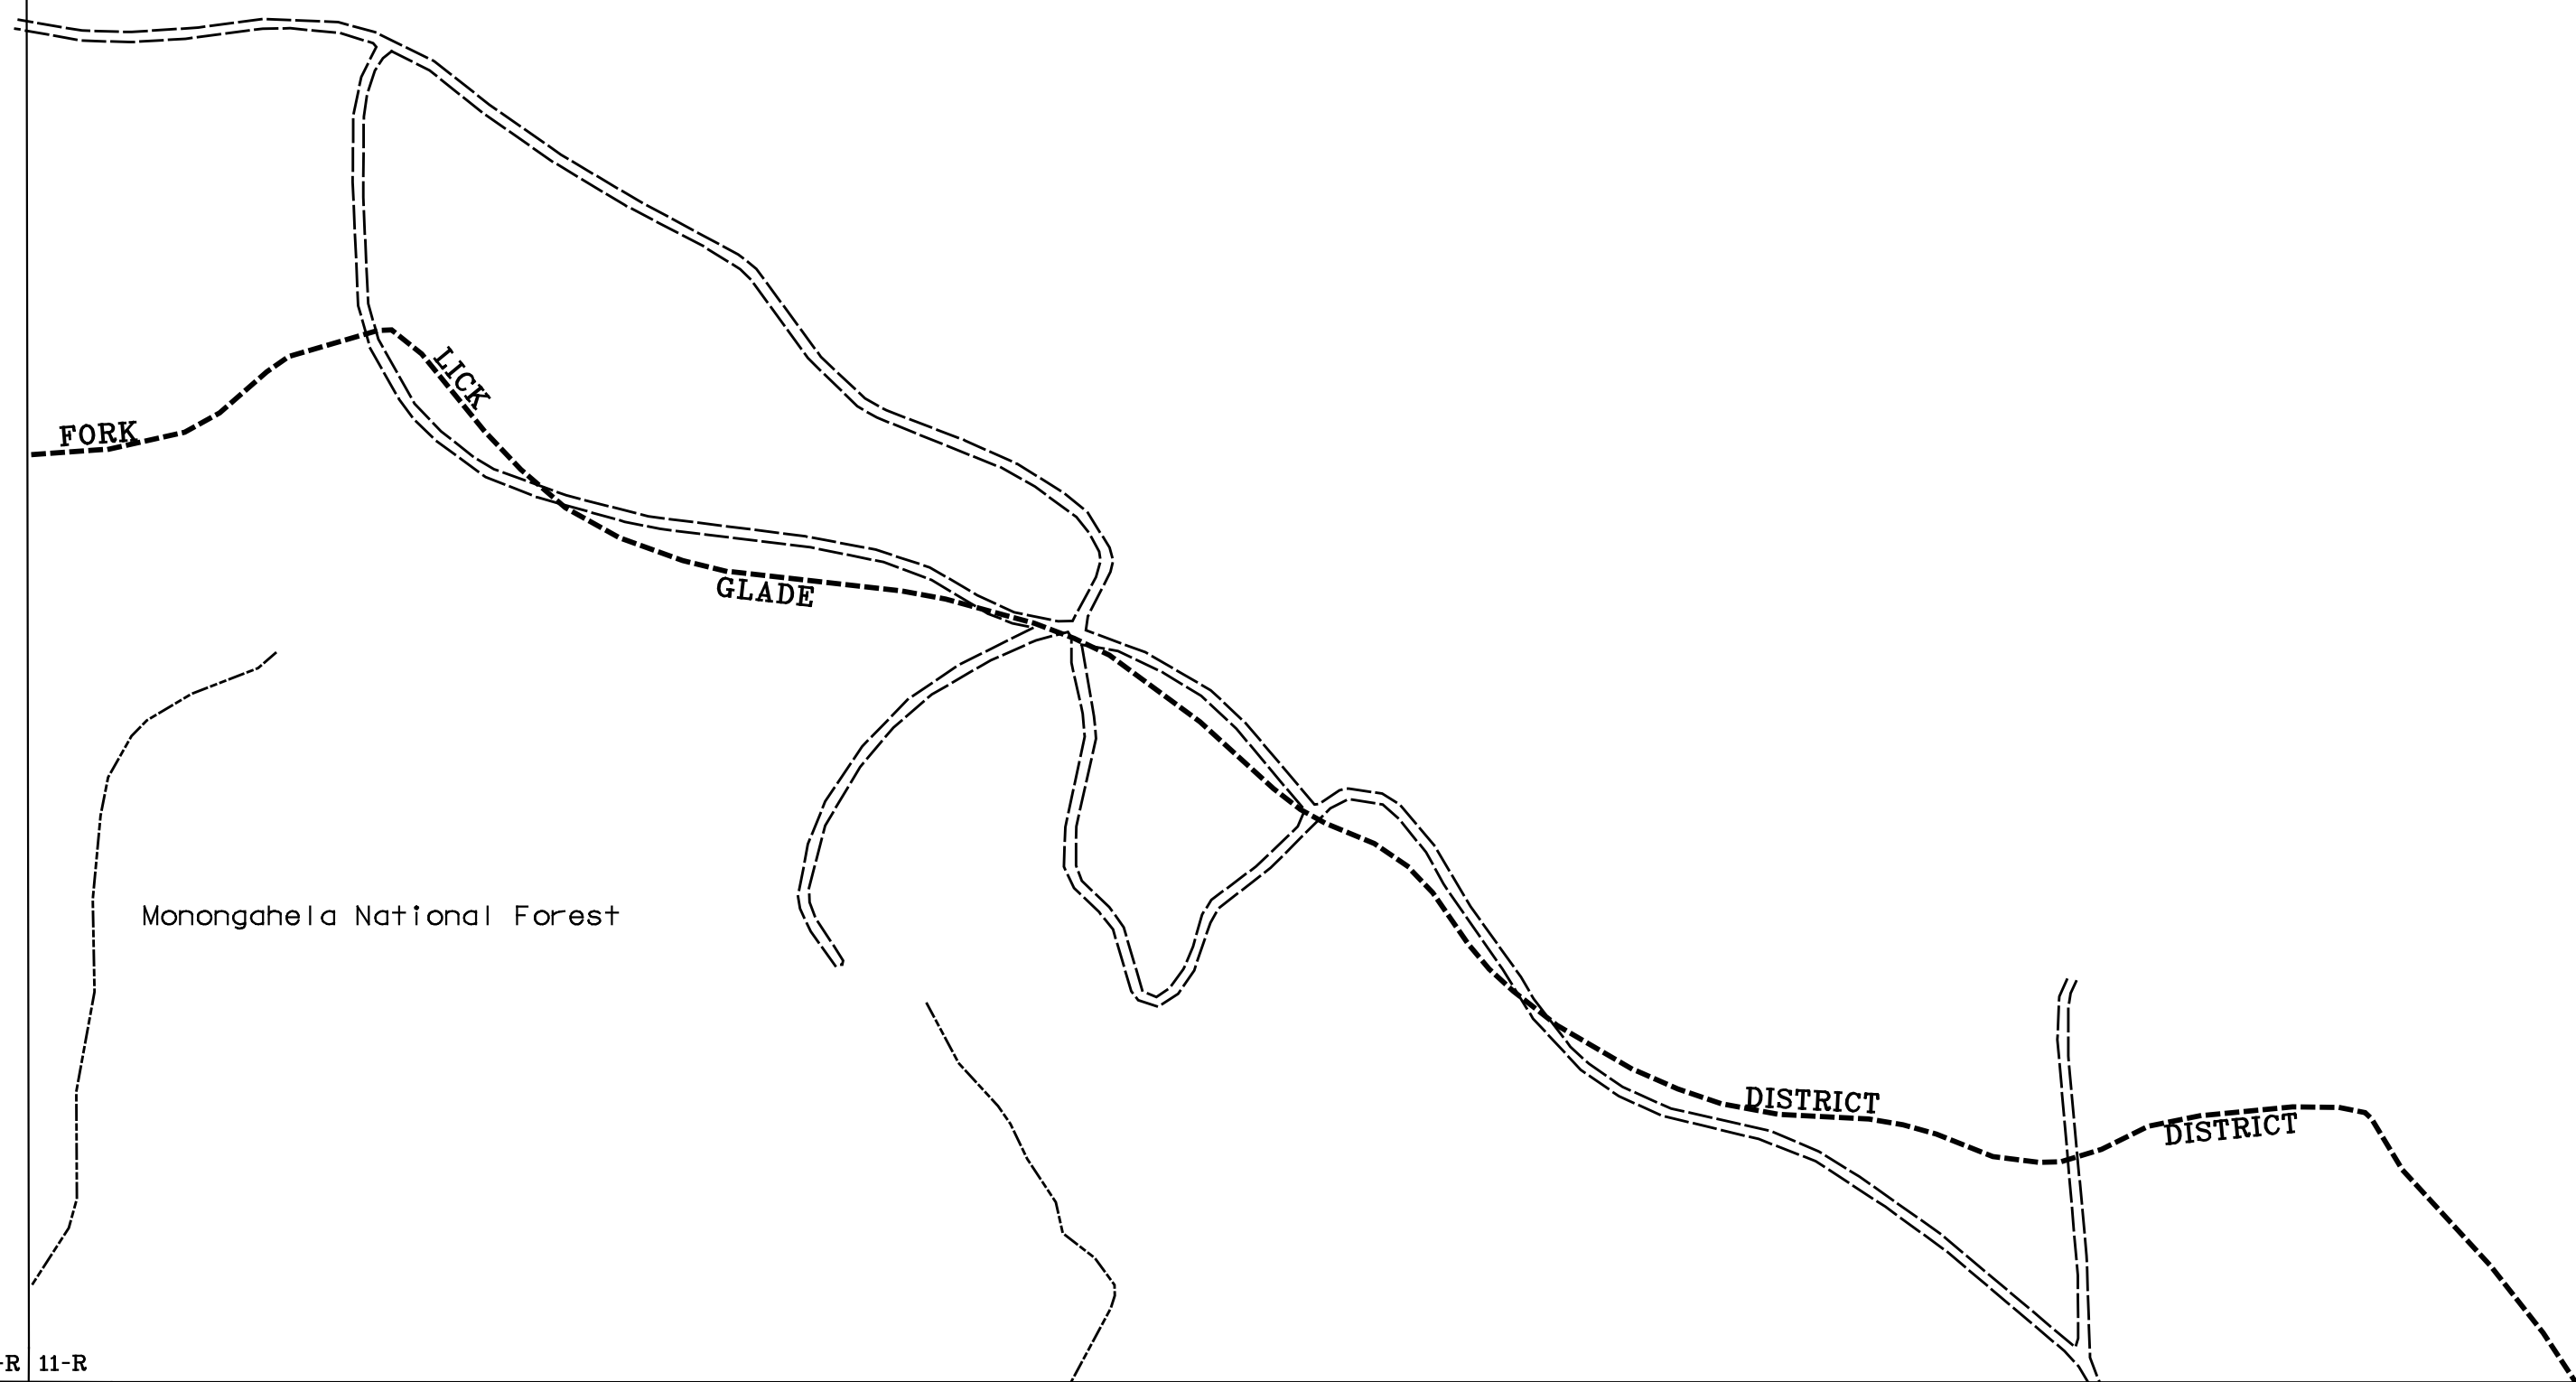 LICK
FORK
GLADE
Monongahela National Forest
DISTRICT
DISTRICT
-R 11-R